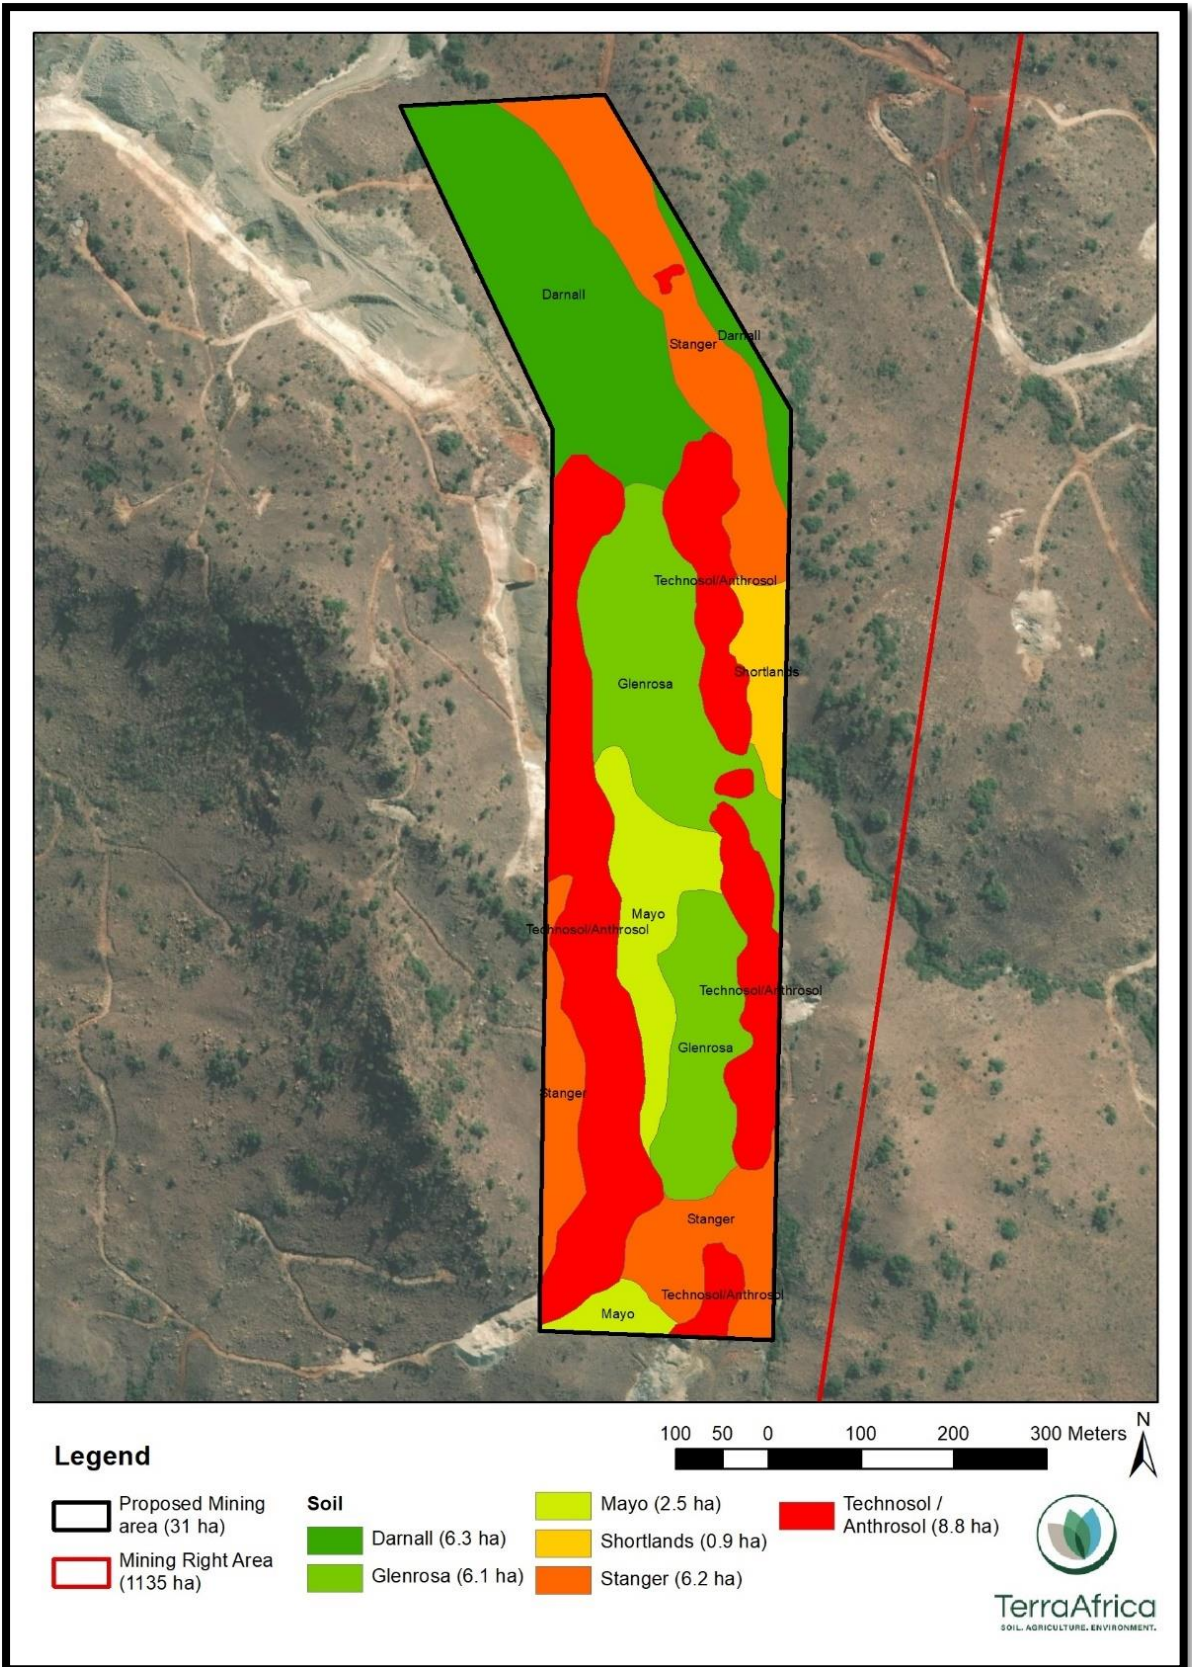 Darnall
Darnall
Stanger
Technosol/Anthrosol
Shortlands
Glenrosa
Mayo
Technosol/Anthrosol
Technosol/Anthrosol
Glenrosa
Stanger
Stanger
Technosol/Anthrosol
Mayo
Legend
100 50 0 100 200 300 Meters
N
Proposed Mining
area (31 ha)
Mining Right Area
(1135 ha)
Soil
Darnall (6.3 ha)
Glenrosa (6.1 ha)
Mayo (2.5 ha)
Shortlands (0.9 ha)
Stanger (6.2 ha)
Technosol /
Anthrosol (8.8 ha)
TerraAfrica
SOIL. AGRICULTURE. ENVIRONMENT.